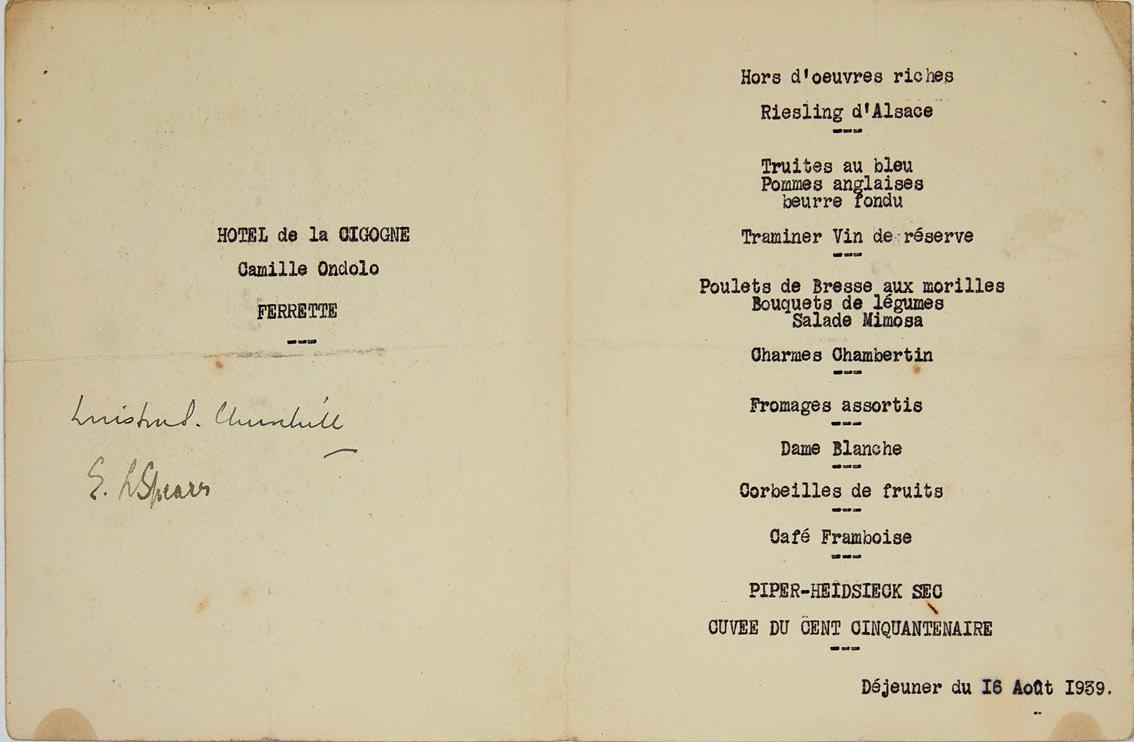 HOTEL de la CIGOGNE
Camille Ondolo
FERRETTE
---
Winston S. Churchill
E. L Spears
Hors d'oeuvres riches
Riesling d'Alsace
---
Truites au bleu
Pommes anglaises
beurre fondu
Traminer Vin de réserve
---
Poulets de Bresse aux morilles
Bouquets de légumes
Salade Mimosa
Charmes Chambertin
---
Fromages assortis
---
Dame Blanche
---
Corbeilles de fruits
---
Café Framboise
---
PIPER-HEIDSIECK SEC
CUVEE DU CENT CINQUANTENAIRE
---
Déjeuner du 16 Août 1939.